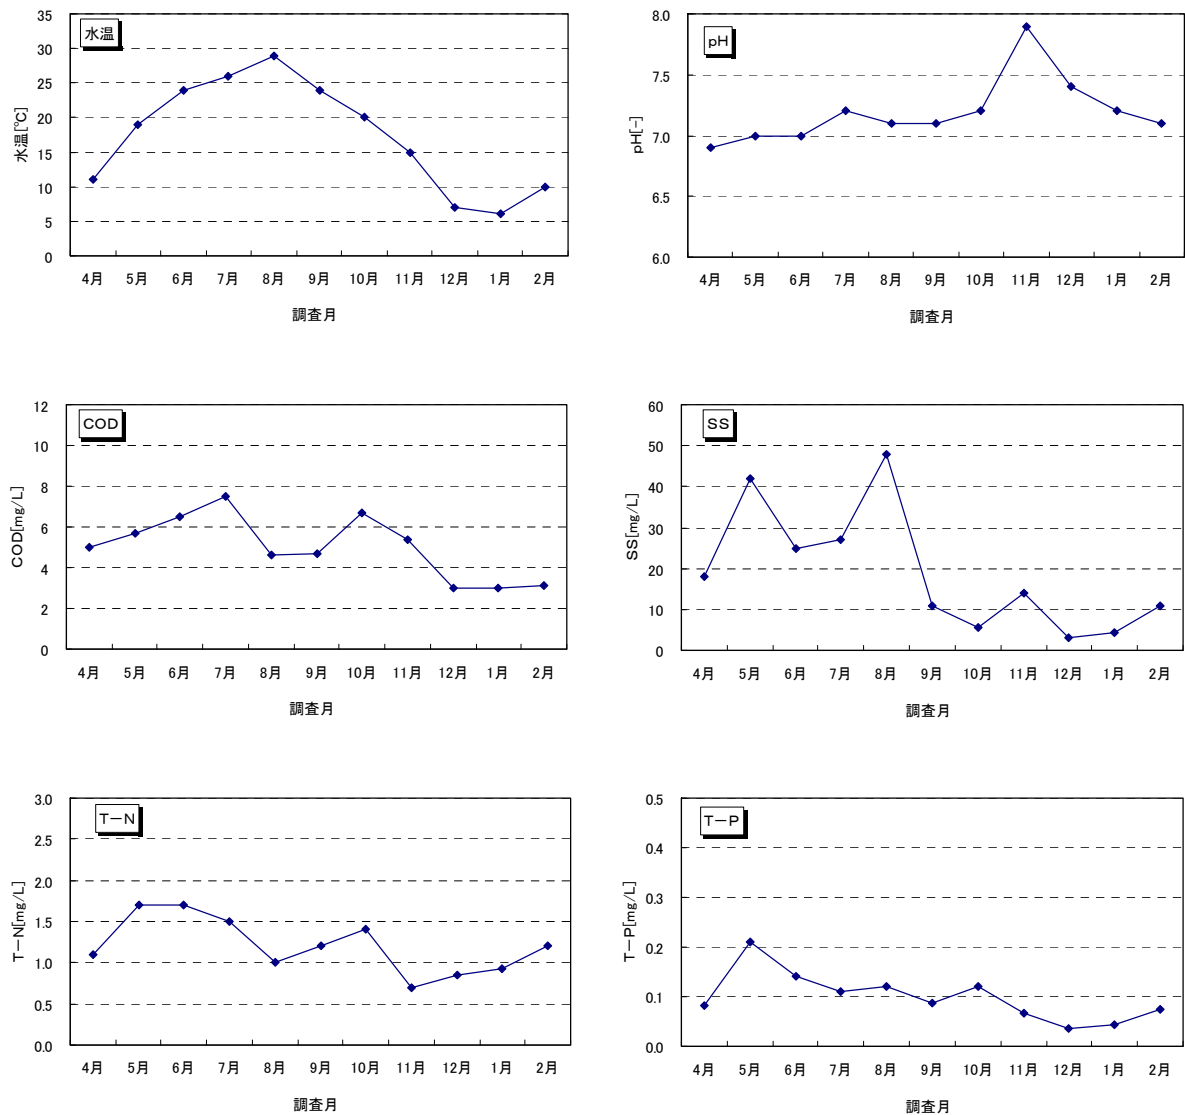 水温
水温[℃]
35
30
25
20
15
10
5
0
4月 5月 6月 7月 8月 9月 10月 11月 12月 1月 2月
調査月
pH
pH[-]
8.0
7.5
7.0
6.5
6.0
4月 5月 6月 7月 8月 9月 10月 11月 12月 1月 2月
調査月
COD
COD[mg/L]
12
10
8
6
4
2
0
4月 5月 6月 7月 8月 9月 10月 11月 12月 1月 2月
調査月
SS
SS[mg/L]
60
50
40
30
20
10
0
4月 5月 6月 7月 8月 9月 10月 11月 12月 1月 2月
調査月
T－N
T－N[mg/L]
3.0
2.5
2.0
1.5
1.0
0.5
0.0
4月 5月 6月 7月 8月 9月 10月 11月 12月 1月 2月
調査月
T－P
T－P[mg/L]
0.5
0.4
0.3
0.2
0.1
0.0
4月 5月 6月 7月 8月 9月 10月 11月 12月 1月 2月
調査月